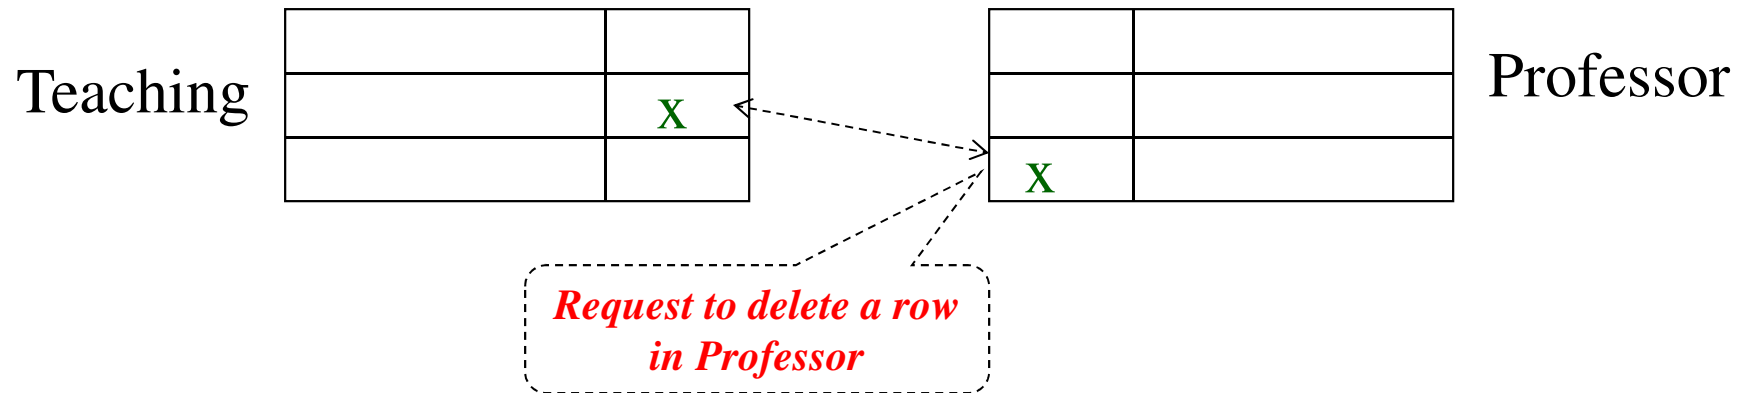 Teaching
x
x
Professor
Request to delete a row
in Professor